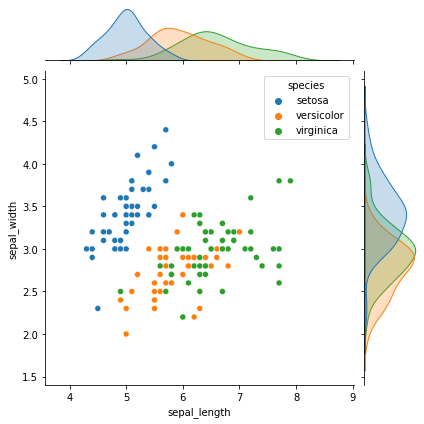 5.0
4.5
4.0
3.5
3.0
2.5
2.0
1.5
sepal_width
species
setosa
versicolor
virginica
4 5 6 7 8 9
sepal_length